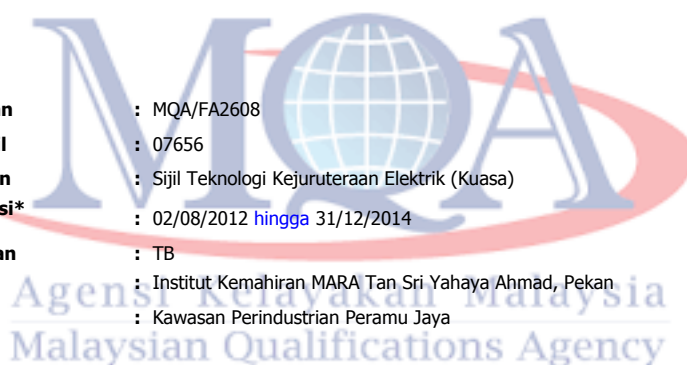 MQA
an : MQA/FA2608
l : 07656
n : Sijil Teknologi Kejuruteraan Elektrik (Kuasa)
si* : 02/08/2012 hingga 31/12/2014
an : TB
: Institut Kemahiran MARA Tan Sri Yahaya Ahmad, Pekan
: Kawasan Perindustrian Peramu Jaya
Agensi Kelayakan Malaysia
Malaysian Qualifications Agency